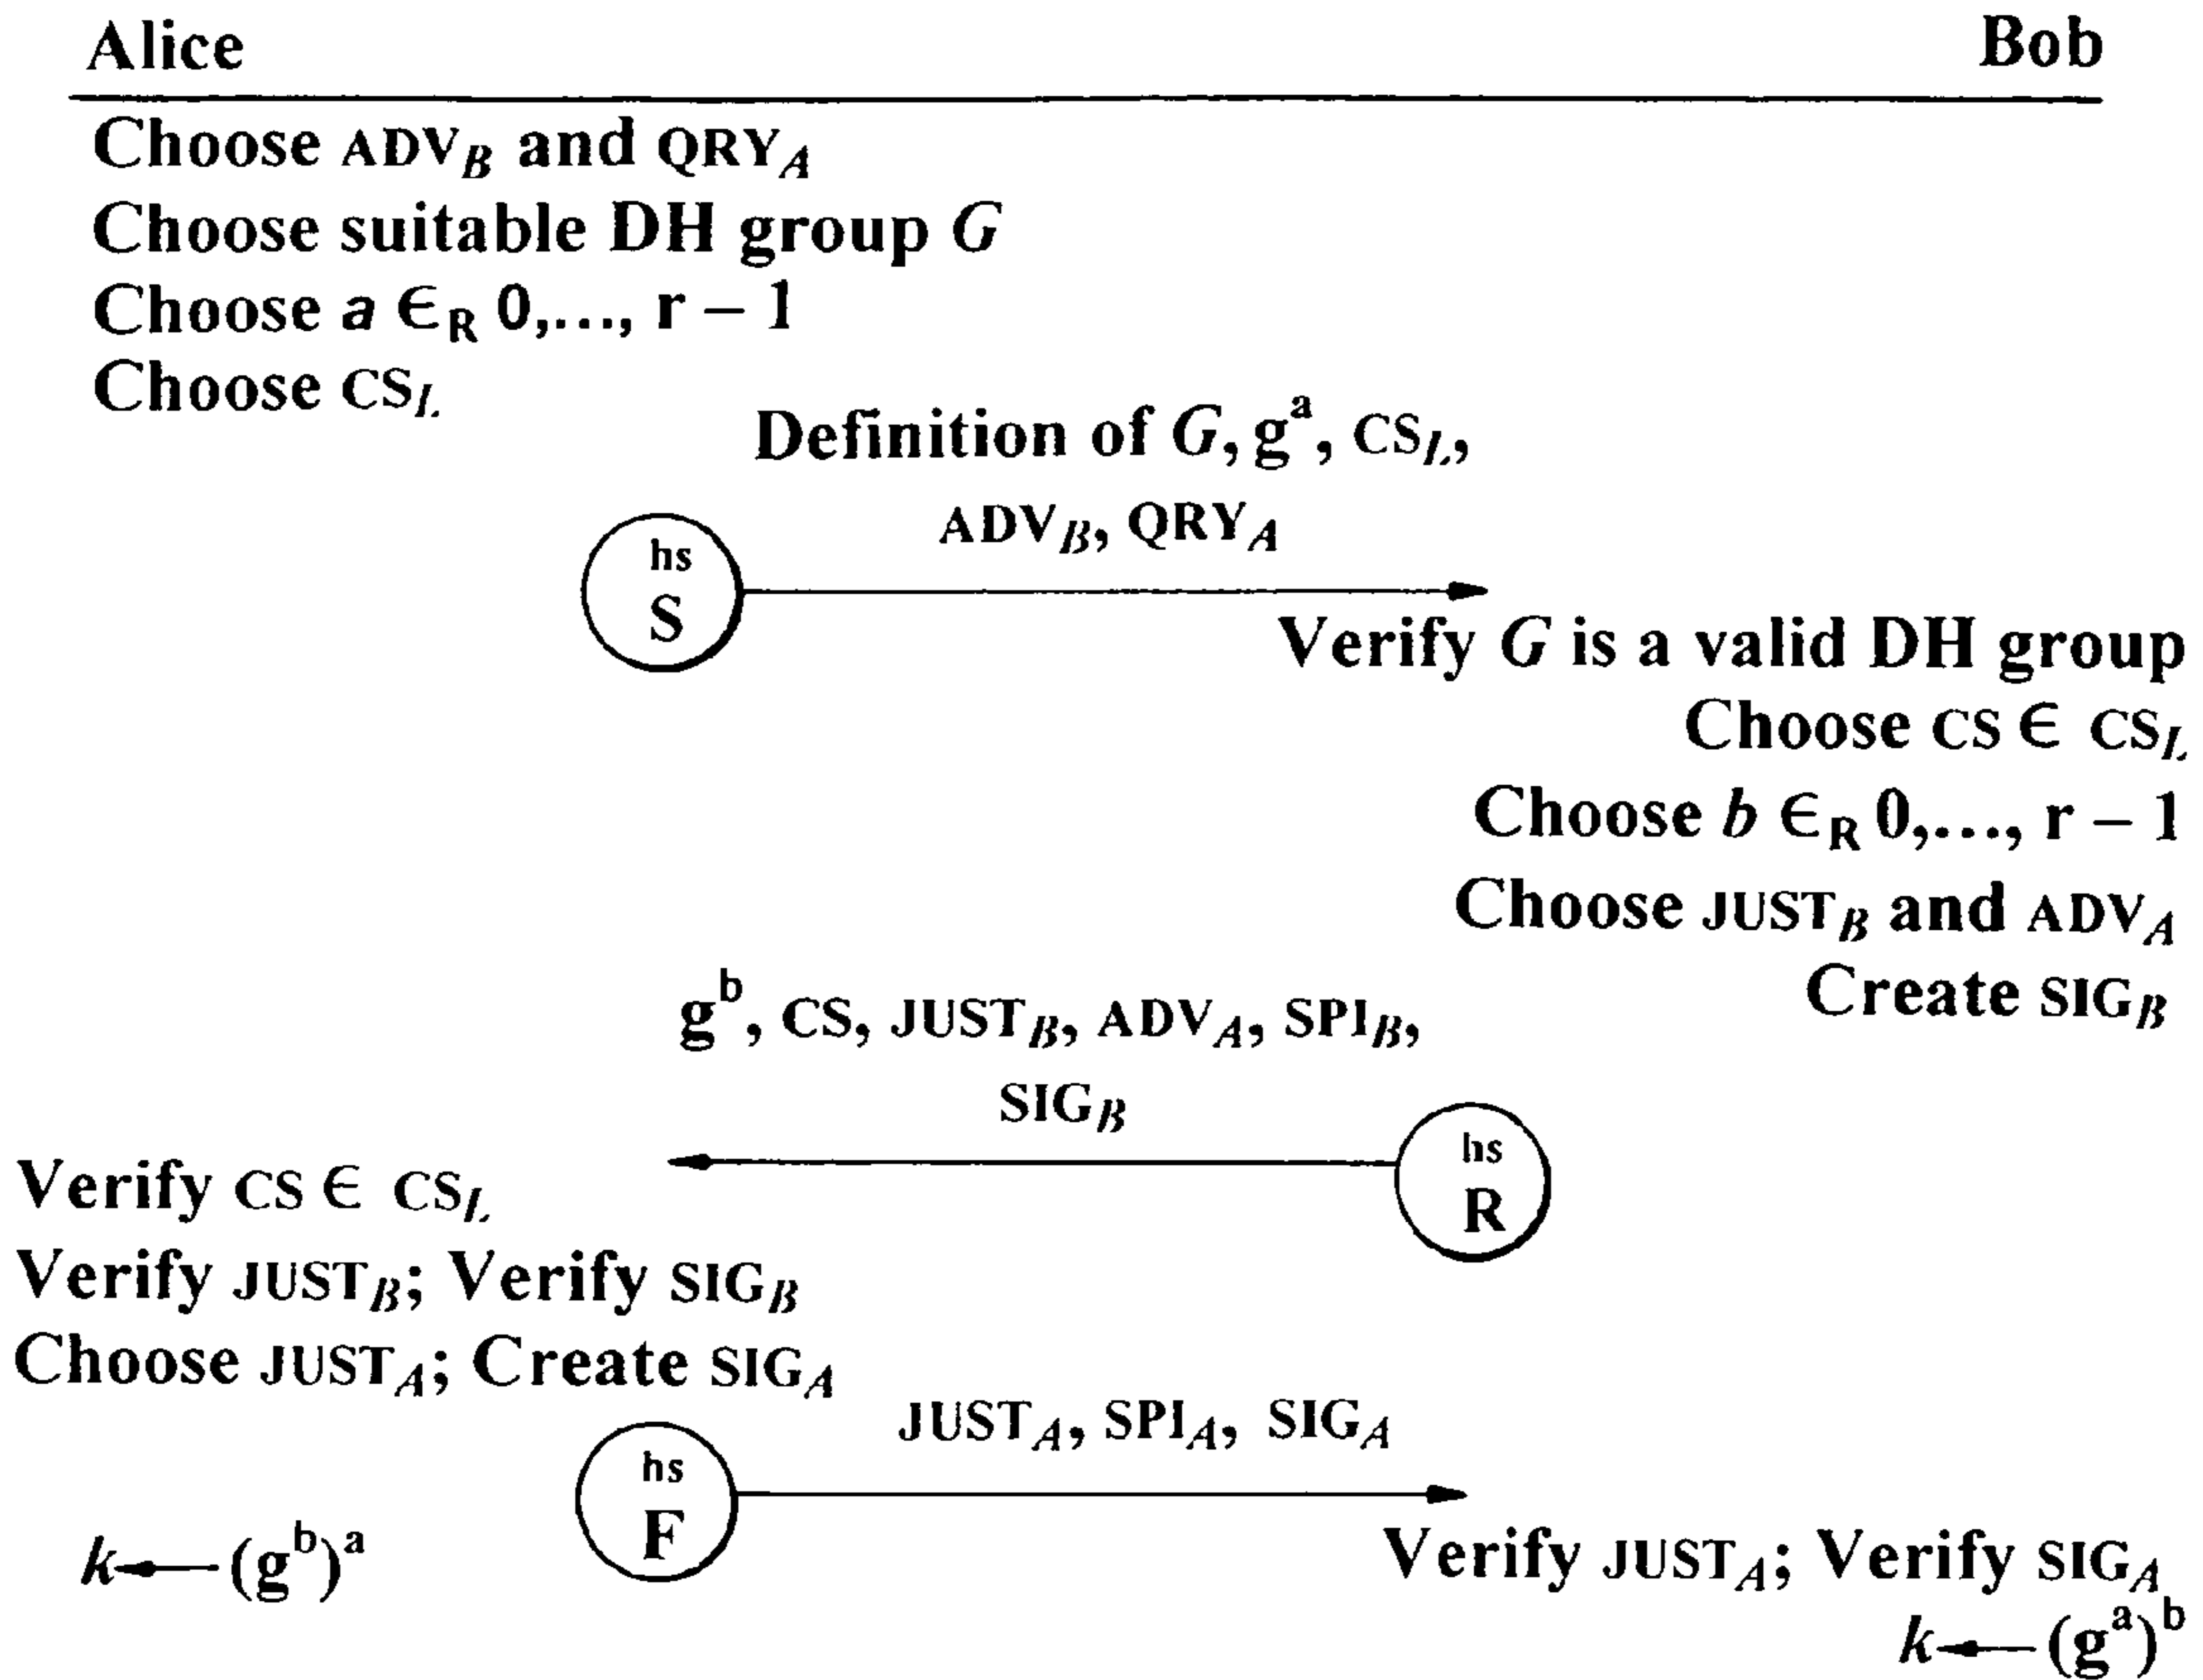 Alice Bob
Choose ADV_B and QRY_A
Choose suitable DH group G
Choose a ∈_R 0,..., r – 1
Choose CS_L
Definition of G, g^a, CS_L,
ADV_B, QRY_A
hs
S
Verify G is a valid DH group
Choose CS ∈ CS_L
Choose b ∈_R 0,..., r – 1
Choose JUST_B and ADV_A
Create SIG_B
g^b, CS, JUST_B, ADV_A, SPI_B,
SIG_B
hs
R
Verify CS ∈ CS_L
Verify JUST_B; Verify SIG_B
Choose JUST_A; Create SIG_A
JUST_A, SPI_A, SIG_A
hs
F
k ← (g^b)^a
Verify JUST_A; Verify SIG_A
k ← (g^a)^b